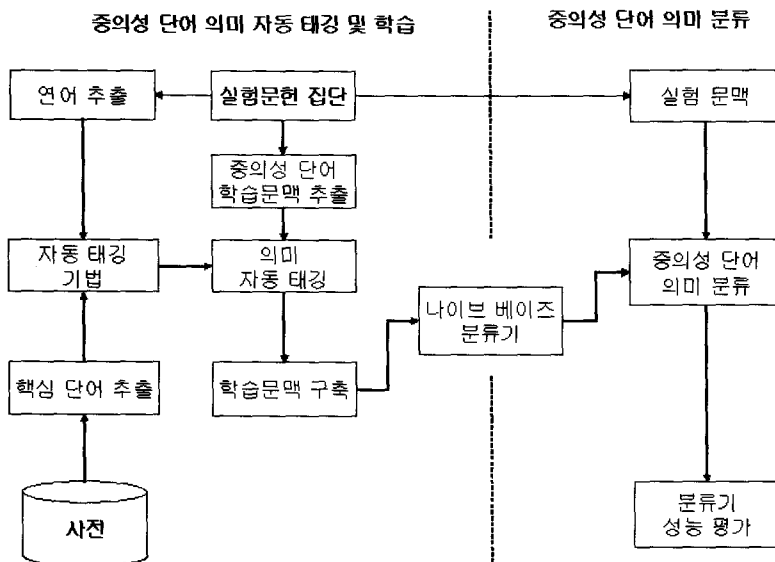 중의성 단어 의미 자동 태깅 및 학습
중의성 단어 의미 분류
연어 추출
실험문헌 집단
실험 문맥
중의성 단어
학습문맥 추출
자동 태깅
기법
의미
자동 태깅
중의성 단어
의미 분류
나이브 베이즈
분류기
핵심 단어 추출
학습문맥 구축
사전
분류기
성능 평가